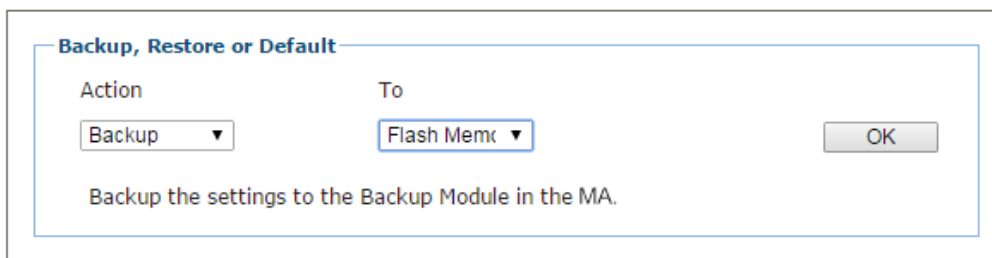 Backup, Restore or Default
Action To
Backup Flash Memo OK
Backup the settings to the Backup Module in the MA.